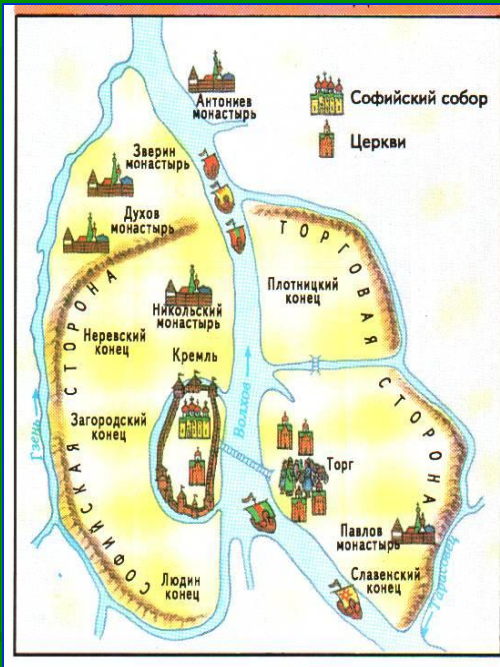 Антониев
монастырь
Софийский собор
Церкви
Зверин
монастырь
Духов
монастырь
ТОРГОВАЯ
СТОРОНА
Плотницкий
конец
Никольский
монастырь
Неревский
конец
Кремль
СОФИЙСКАЯ СТОРОНА
Загородский
конец
Гзень
Волхов
Торг
Павлов
монастырь
Славенский
конец
Людин
конец
Тарасовец